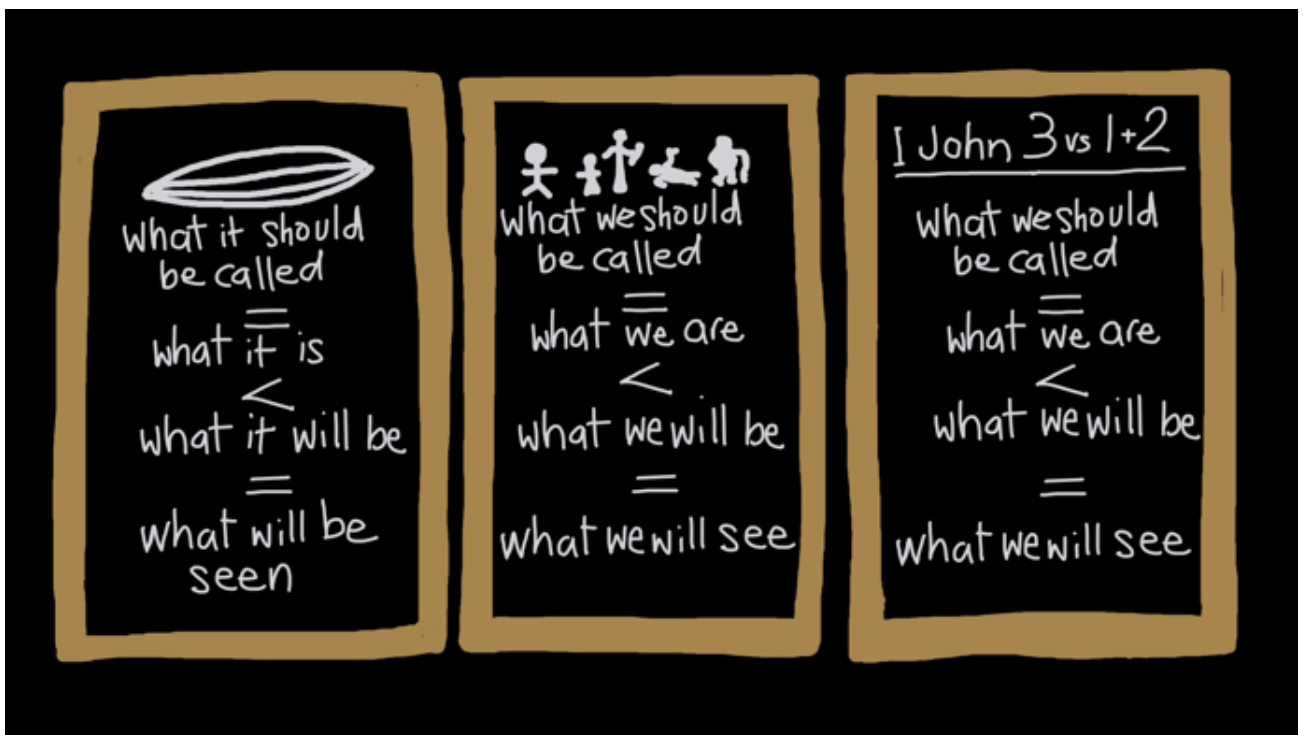 What it should
be called
=
what it is
<
what it will be
=
what will be
seen
what we should
be called
=
what we are
<
what we will be
=
what we will see
I John 3 vs 1+2
what we should
be called
=
what we are
<
what we will be
=
what we will see